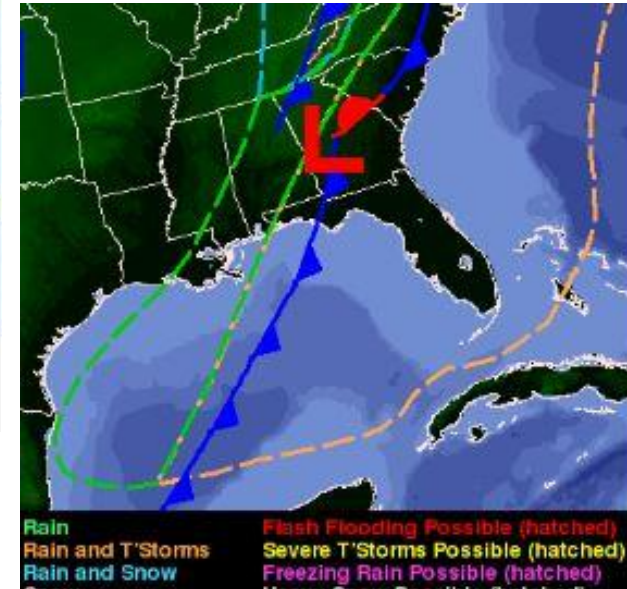 L
Rain Flash Flooding Possible (hatched)
Rain and T'Storms Severe T'Storms Possible (hatched)
Rain and Snow Freezing Rain Possible (hatched)